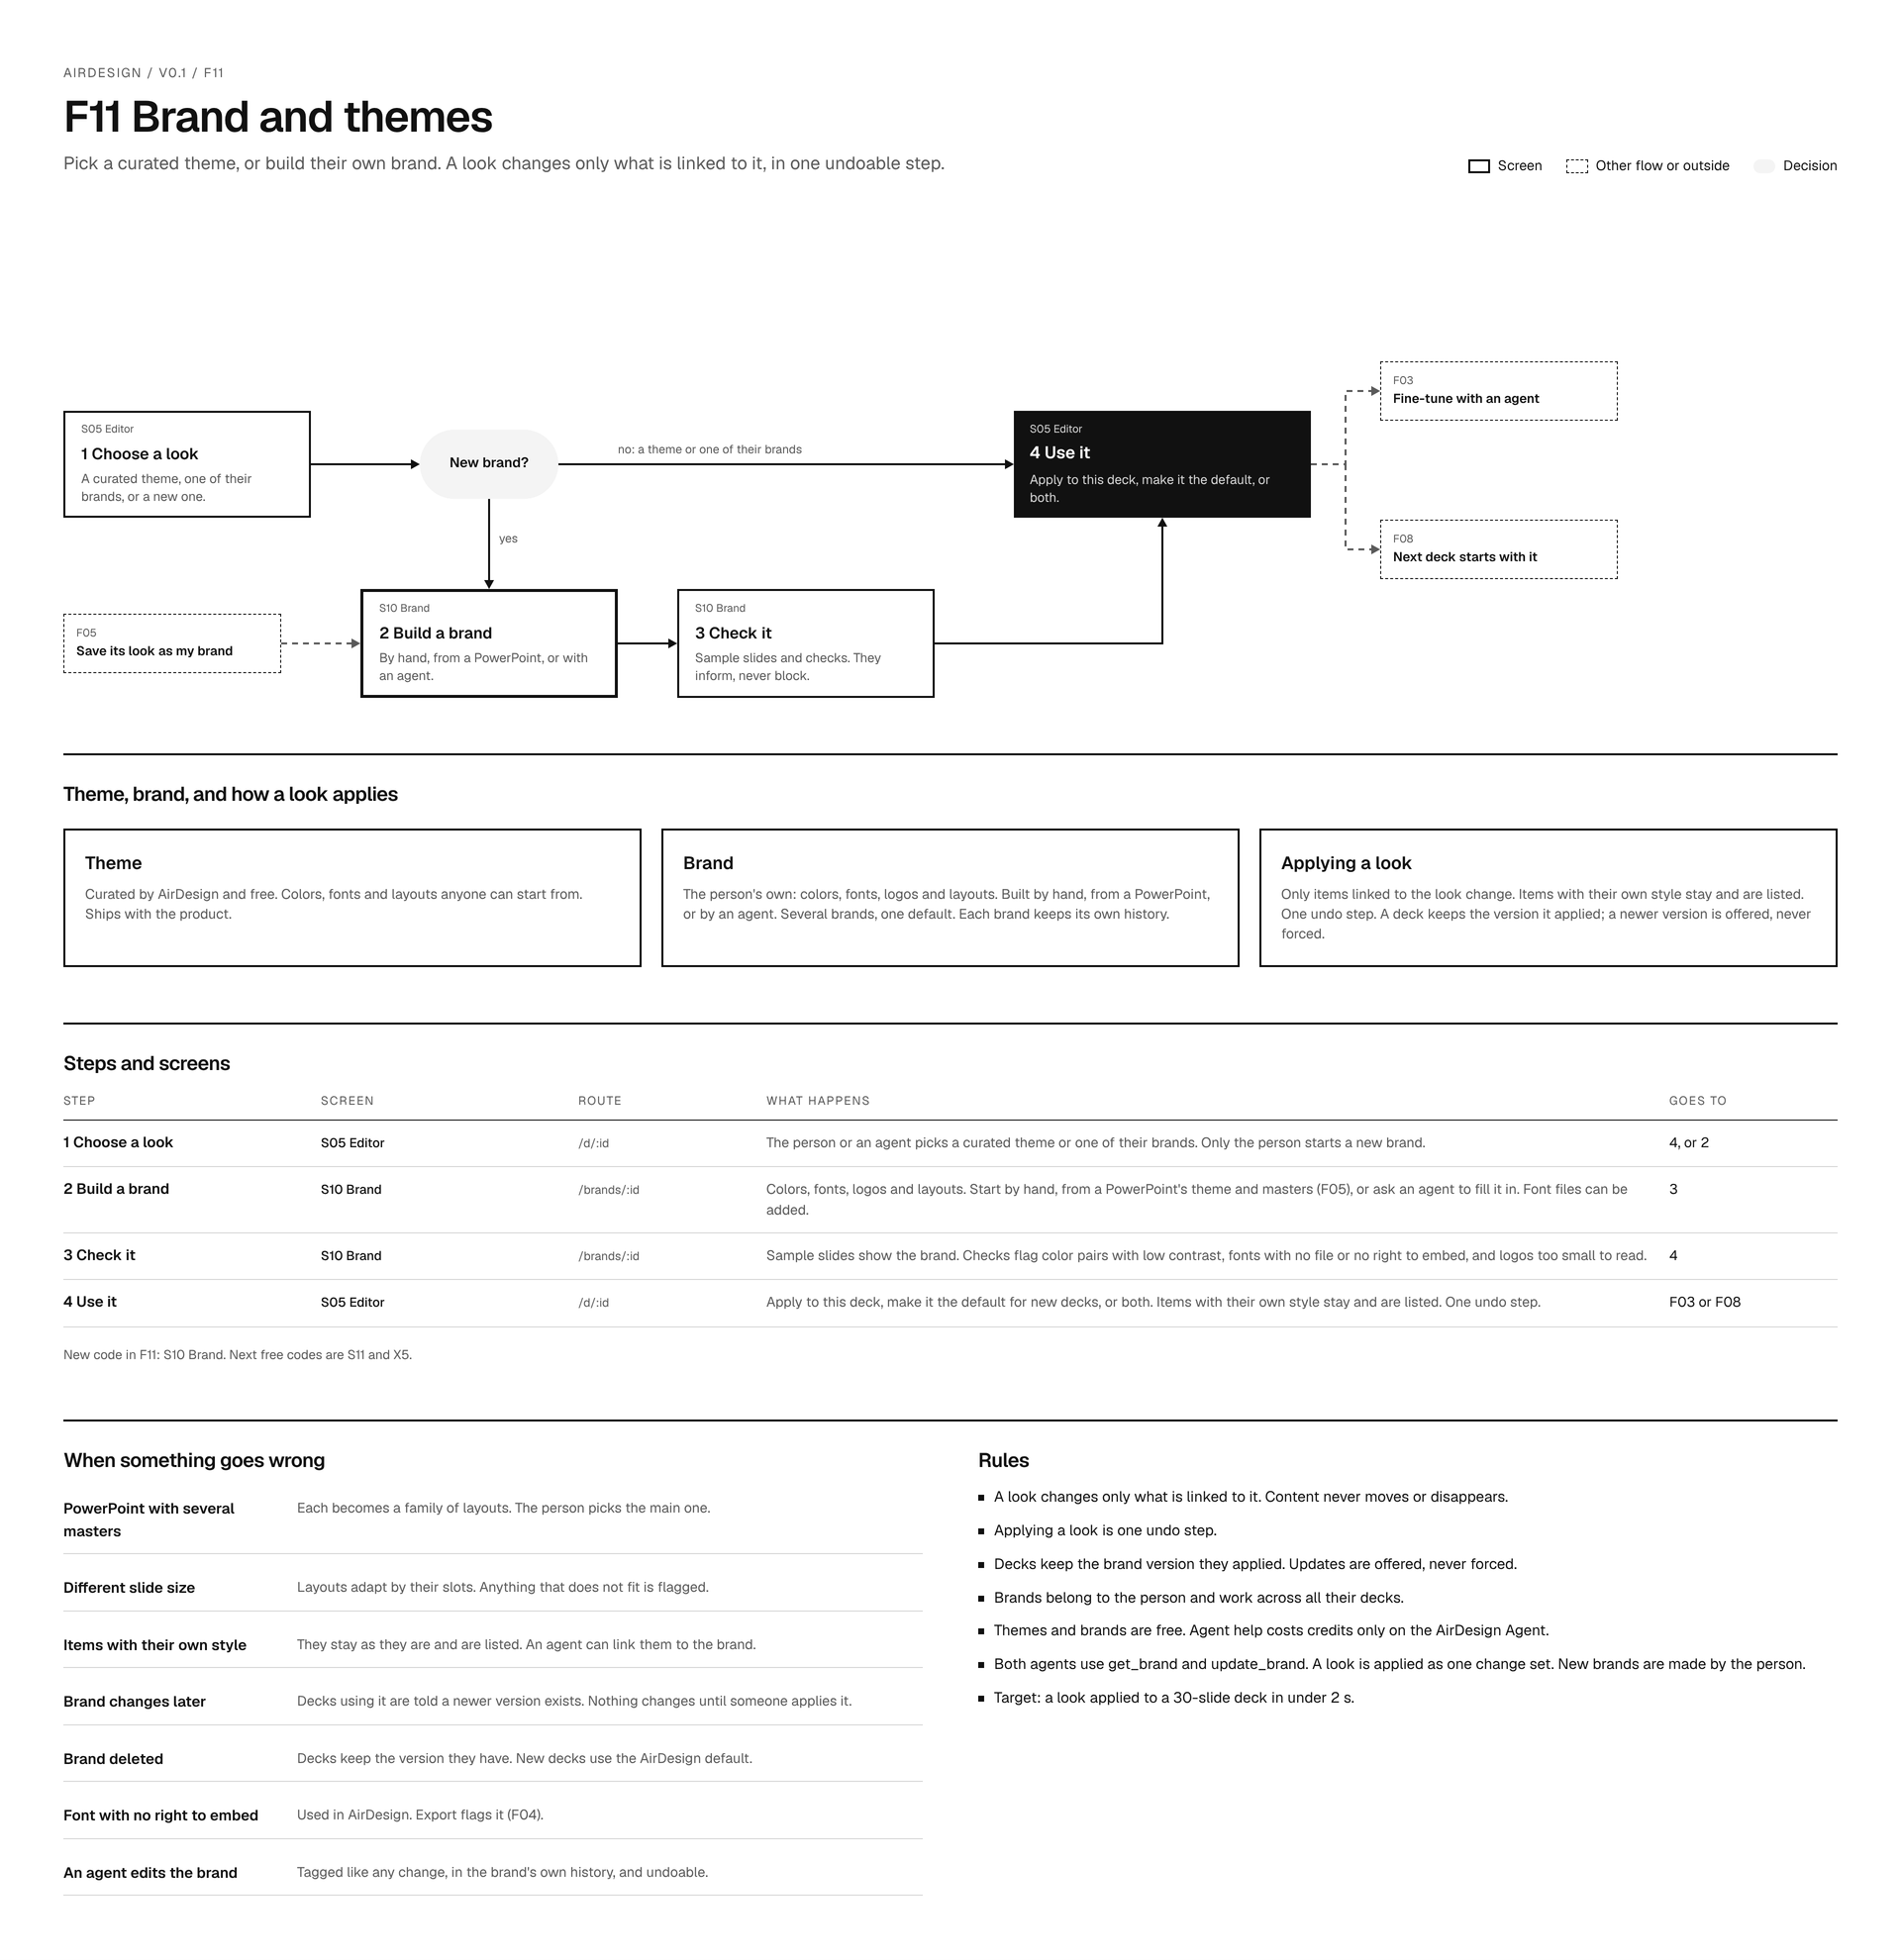 AIRDESIGN / V0.1 / F11
F11 Brand and themes
Pick a curated theme, or build their own brand. A look changes only what is linked to it, in one undoable step.
Screen
Other flow or outside
Decision
S05 Editor
1 Choose a look
A curated theme, one of their
brands, or a new one.
New brand?
no: a theme or one of their brands
yes
S05 Editor
4 Use it
Apply to this deck, make it the default, or
both.
F03
Fine-tune with an agent
F08
Next deck starts with it
F05
Save its look as my brand
S10 Brand
2 Build a brand
By hand, from a PowerPoint, or with
an agent.
S10 Brand
3 Check it
Sample slides and checks. They
inform, never block.
Theme, brand, and how a look applies
Theme
Curated by AirDesign and free. Colors, fonts and layouts anyone can start from.
Ships with the product.
Brand
The person's own: colors, fonts, logos and layouts. Built by hand, from a PowerPoint,
or by an agent. Several brands, one default. Each brand keeps its own history.
Applying a look
Only items linked to the look change. Items with their own style stay and are listed.
One undo step. A deck keeps the version it applied; a newer version is offered, never
forced.
Steps and screens
STEP SCREEN ROUTE WHAT HAPPENS GOES TO
1 Choose a look S05 Editor /d/:id The person or an agent picks a curated theme or one of their brands. Only the person starts a new brand. 4, or 2
2 Build a brand S10 Brand /brands/:id Colors, fonts, logos and layouts. Start by hand, from a PowerPoint's theme and masters (F05), or ask an agent to fill it in. Font files can be 3
added.
3 Check it S10 Brand /brands/:id Sample slides show the brand. Checks flag color pairs with low contrast, fonts with no file or no right to embed, and logos too small to read. 4
4 Use it S05 Editor /d/:id Apply to this deck, make it the default for new decks, or both. Items with their own style stay and are listed. One undo step. F03 or F08
New code in F11: S10 Brand. Next free codes are S11 and X5.
When something goes wrong
PowerPoint with several Each becomes a family of layouts. The person picks the main one.
masters
Different slide size Layouts adapt by their slots. Anything that does not fit is flagged.
Items with their own style They stay as they are and are listed. An agent can link them to the brand.
Brand changes later Decks using it are told a newer version exists. Nothing changes until someone applies it.
Brand deleted Decks keep the version they have. New decks use the AirDesign default.
Font with no right to embed Used in AirDesign. Export flags it (F04).
An agent edits the brand Tagged like any change, in the brand's own history, and undoable.
Rules
A look changes only what is linked to it. Content never moves or disappears.
Applying a look is one undo step.
Decks keep the brand version they applied. Updates are offered, never forced.
Brands belong to the person and work across all their decks.
Themes and brands are free. Agent help costs credits only on the AirDesign Agent.
Both agents use get_brand and update_brand. A look is applied as one change set. New brands are made by the person.
Target: a look applied to a 30-slide deck in under 2 s.